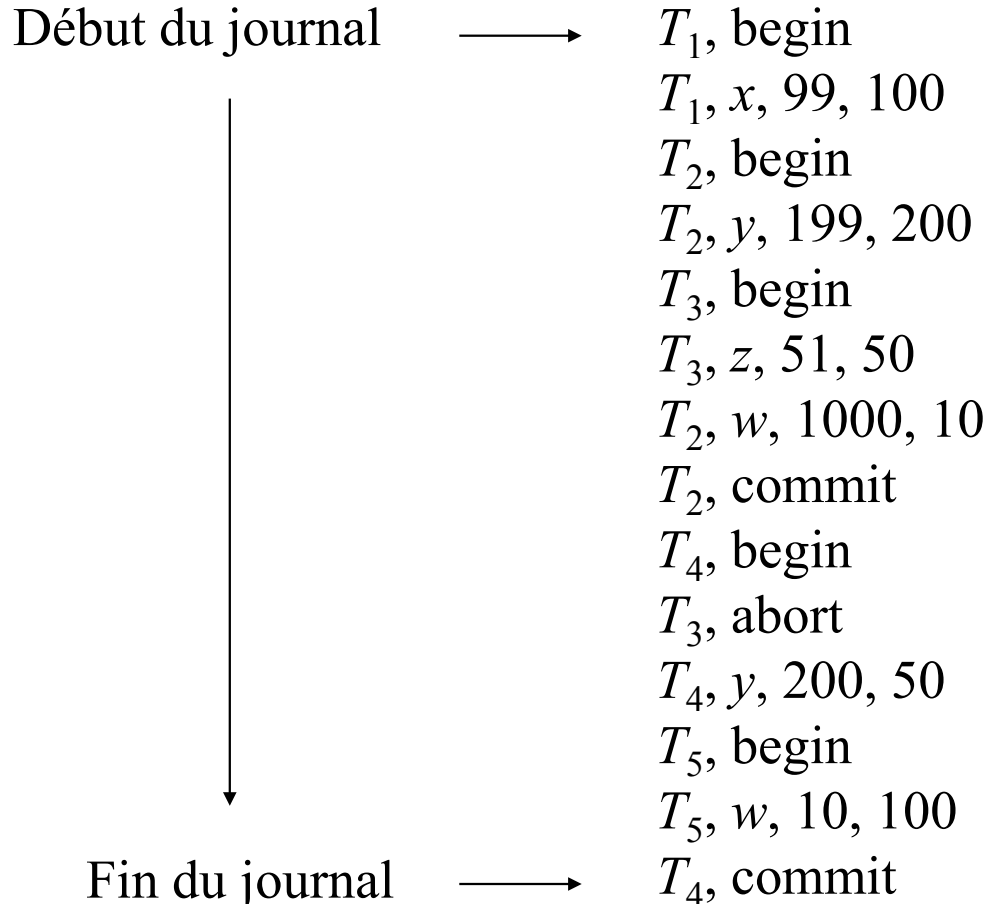 Début du journal T₁, begin
T₁, x, 99, 100
T₂, begin
T₂, y, 199, 200
T₃, begin
T₃, z, 51, 50
T₂, w, 1000, 10
T₂, commit
T₄, begin
T₃, abort
T₄, y, 200, 50
T₅, begin
T₅, w, 10, 100
Fin du journal T₄, commit